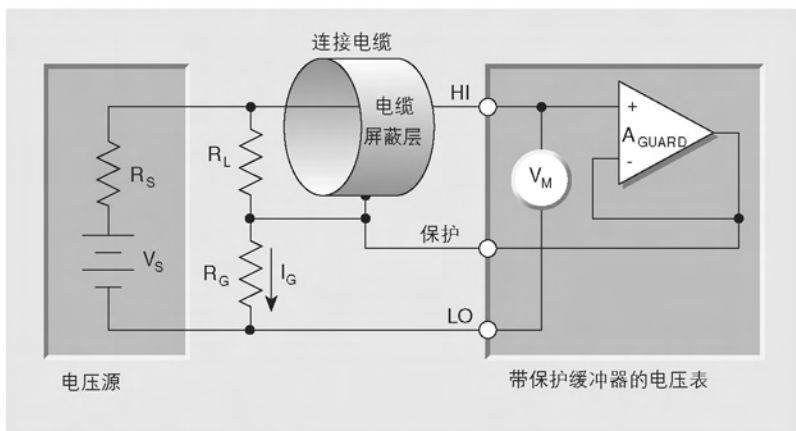 连接电缆
电缆
屏蔽层
HI
+
A GUARD
-
R_L
R_S
V_M
保护
V_S
R_G
I_G
LO
电压源
带保护缓冲器的电压表